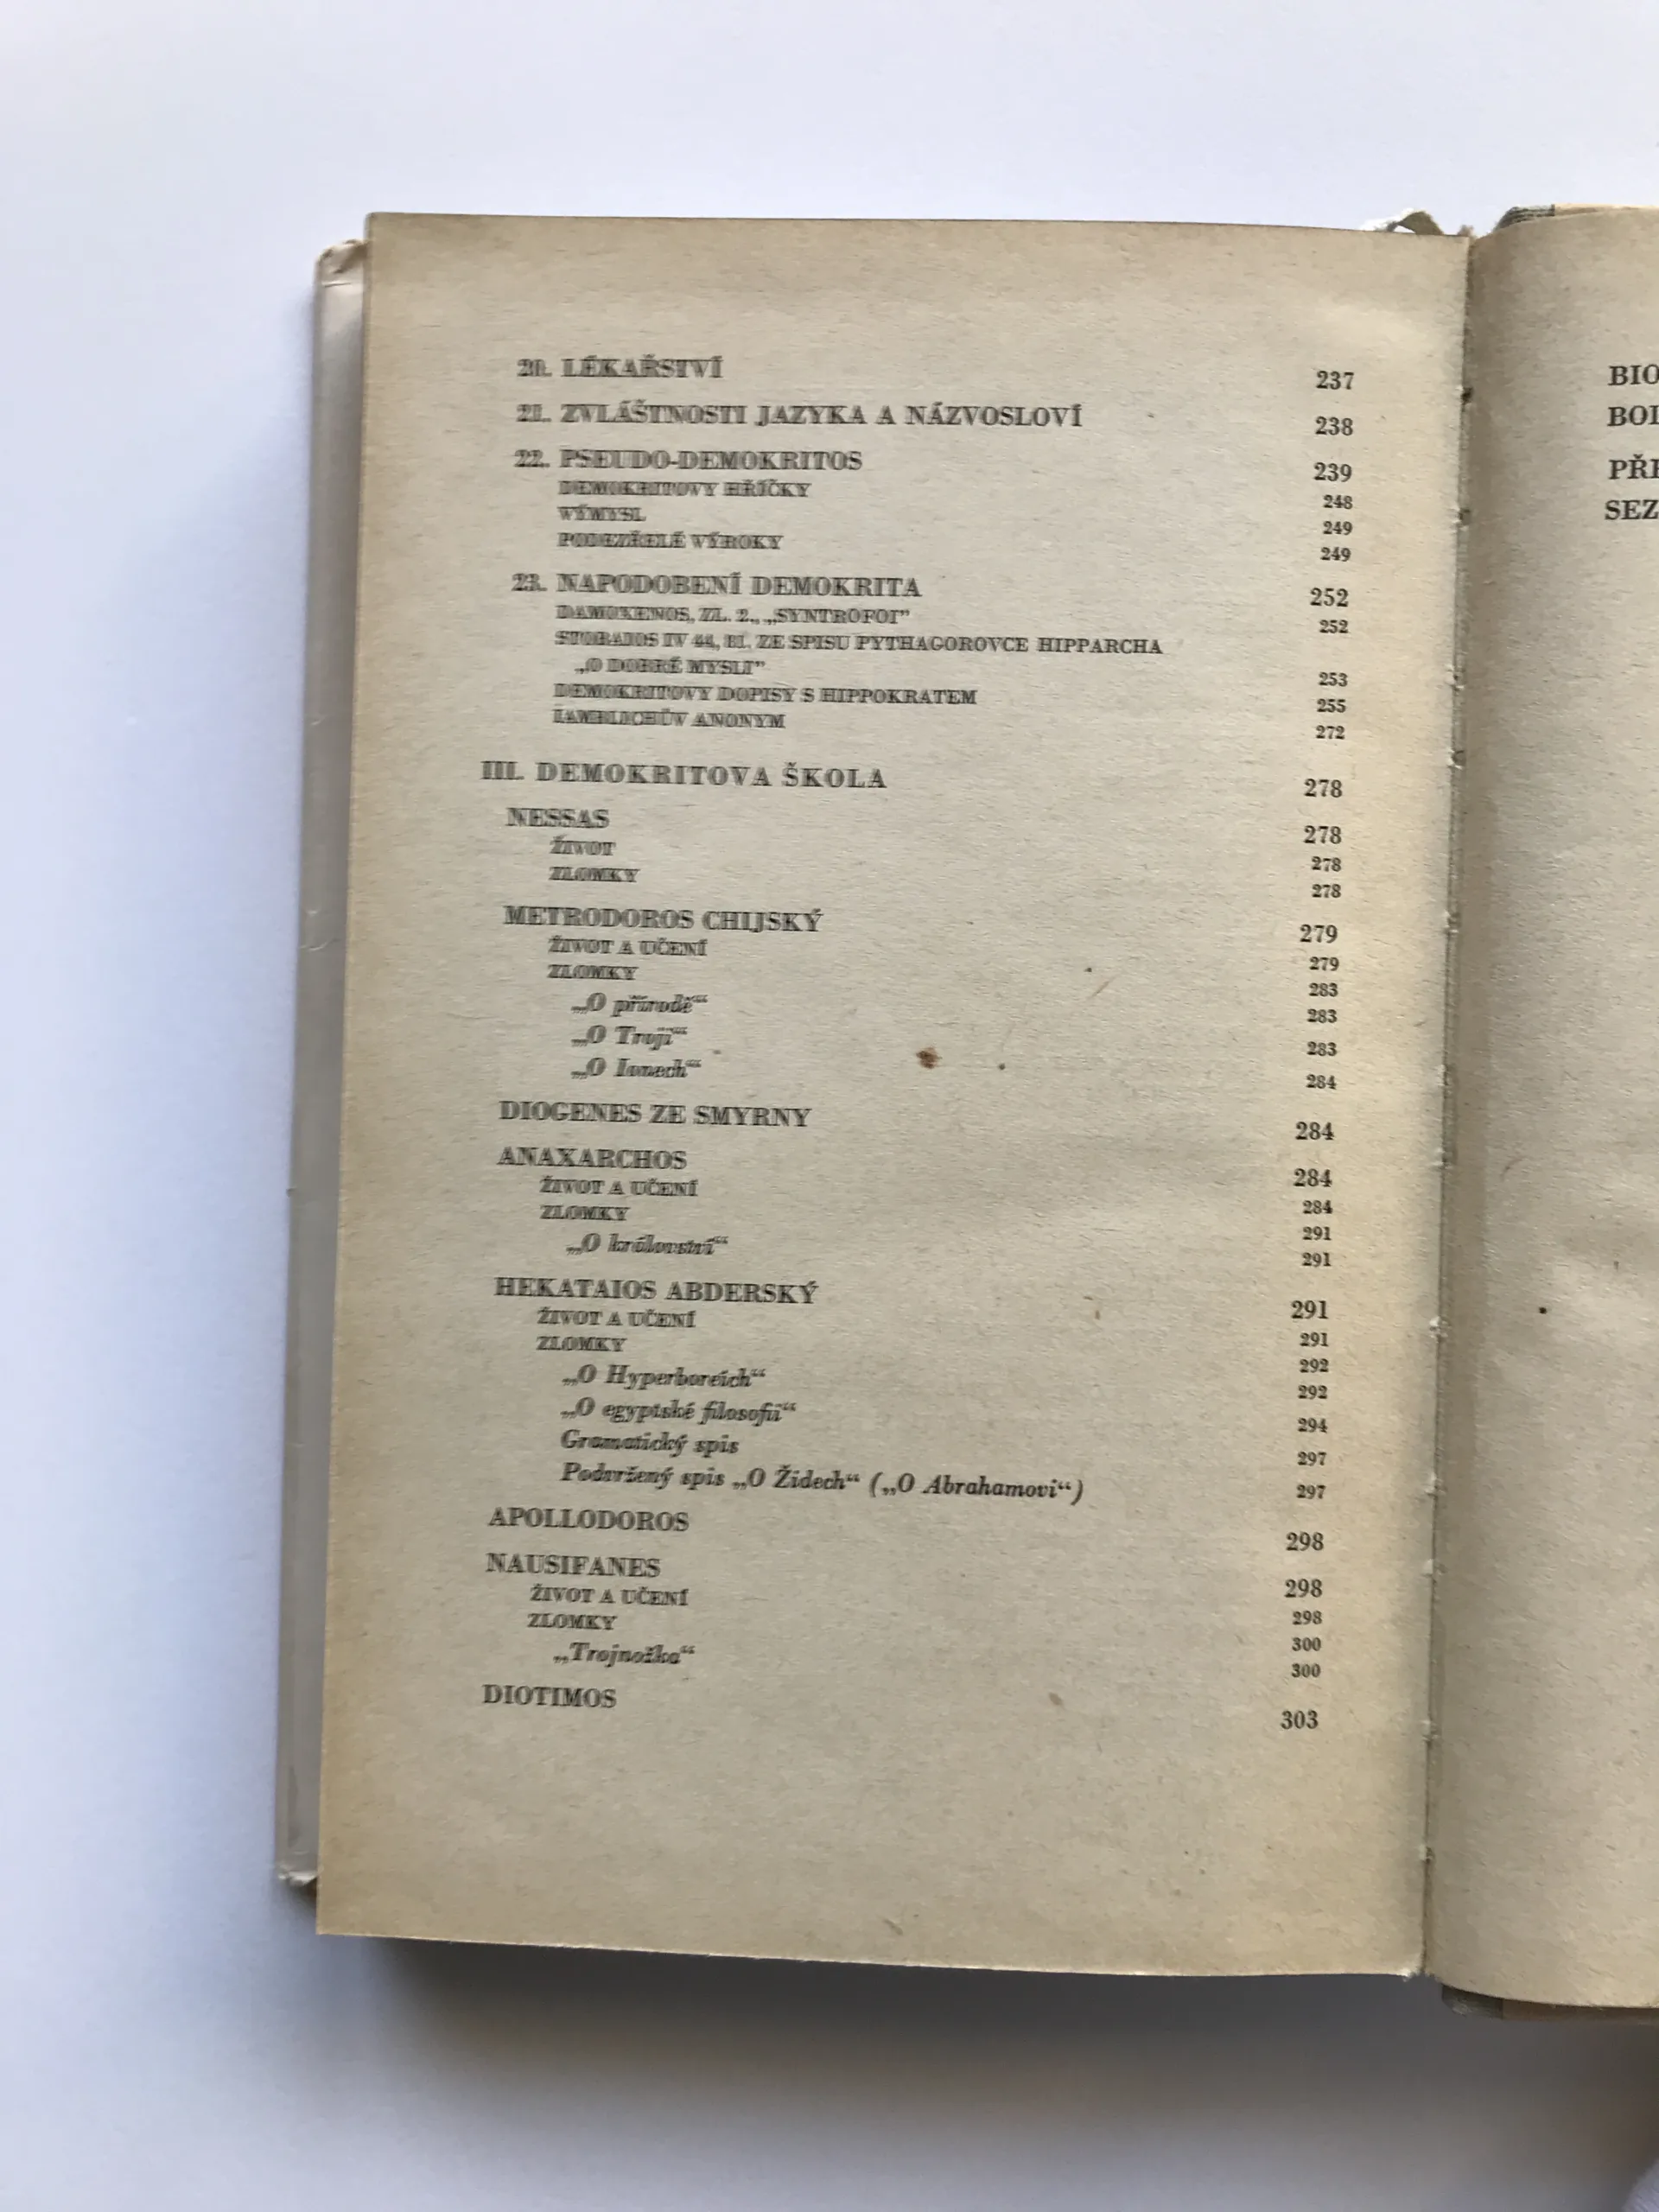 20. LÉKAŘSTVÍ 237
21. ZVLÁŠTNOSTI JAZYKA A NÁZVOSLOVÍ 238
22. PSEUDO-DEMOKRITOS 239
DEMOKRITOVY HŘÍČKY 248
VÝMYSL 249
PODEZŘELÉ VÝROKY 249
23. NAPODOBENÍ DEMOKRITA 252
DAMOXENOS, ZL. 2., „SYNTROFOI” 252
STOBAIOS IV 44, 81. ZE SPISU PYTHAGOROVCE HIPPARCHA
„O DOBRÉ MYSLI” 253
DEMOKRITOVY DOPISY S HIPPOKRATEM 255
IAMBLICHŮV ANONYM 272
III. DEMOKRITOVA ŠKOLA 278
NESSAS 278
ŽIVOT 278
ZLOMKY 278
METRODOROS CHIJSKÝ 279
ŽIVOT A UČENÍ 279
ZLOMKY 283
„O přírodě“ 283
„O Troji“ 283
„O Ionech“ 284
DIOGENES ZE SMYRNY 284
ANAXARCHOS 284
ŽIVOT A UČENÍ 284
ZLOMKY 291
„O království“ 291
HEKATAIOS ABDERSKÝ 291
ŽIVOT A UČENÍ 291
ZLOMKY 292
„O Hyperboreích“ 292
„O egyptské filosofii“ 294
Gramatický spis 297
Podvržený spis „O Židech“ („O Abrahamovi“) 297
APOLLODOROS 298
NAUSIFANES 298
ŽIVOT A UČENÍ 298
ZLOMKY 300
„Trojnožka“ 300
DIOTIMOS 303
BIO
PŘE
SEZ